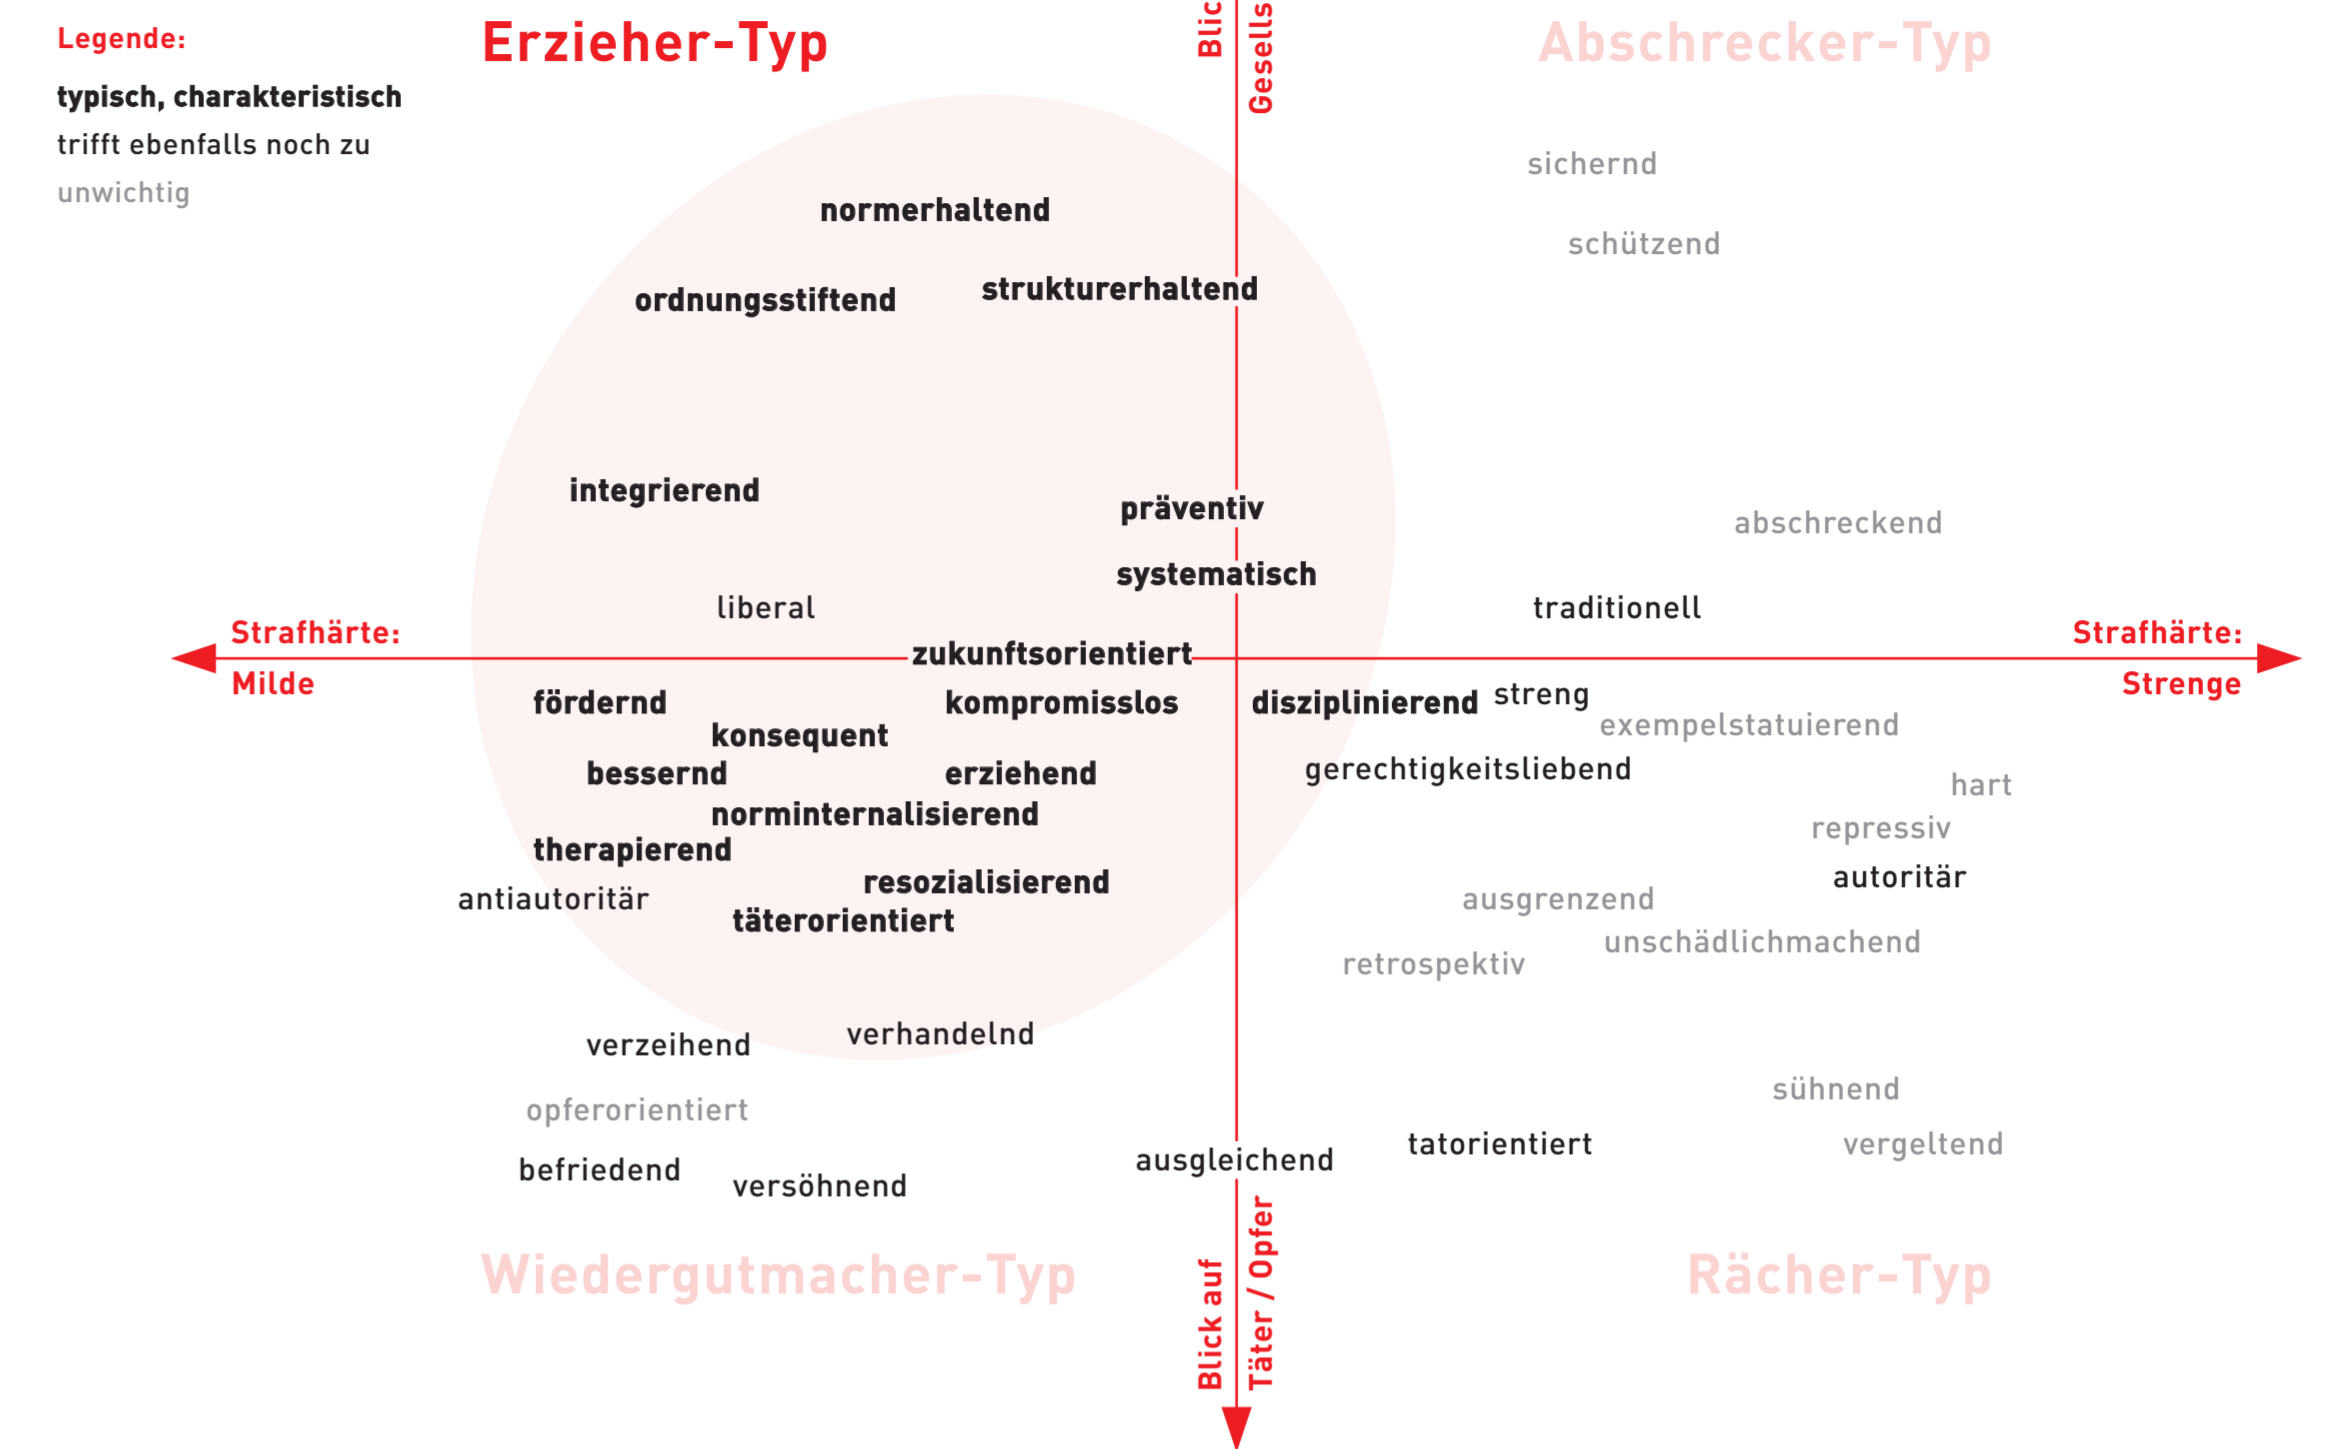 Legende:
typisch, charakteristisch
trifft ebenfalls noch zu
unwichtig
Erzieher-Typ
Abschrecker-Typ
sichernd
schützend
normerhaltend
ordnungsstiftend
strukturerhaltend
integrierend
präventiv
abschreckend
systematisch
liberal
traditionell
Strafhärte:
Milde
zukunftsorientiert
Strafhärte:
Strenge
fördernd
kompromisslos
disziplinierend
streng
exempelstatuierend
konsequent
bessernd
erziehend
gerechtigkeitsliebend
hart
norminternalisierend
repressiv
therapierend
autoritär
resozialisierend
antiautoritär
ausgrenzend
täterorientiert
unschädlichmachend
retrospektiv
verzeihend
verhandelnd
opferorientiert
sühnend
tatorientiert
vergeltend
ausgleichend
befriedend
versöhnend
Wiedergutmacher-Typ
Rächer-Typ
Blick auf
Täter / Opfer